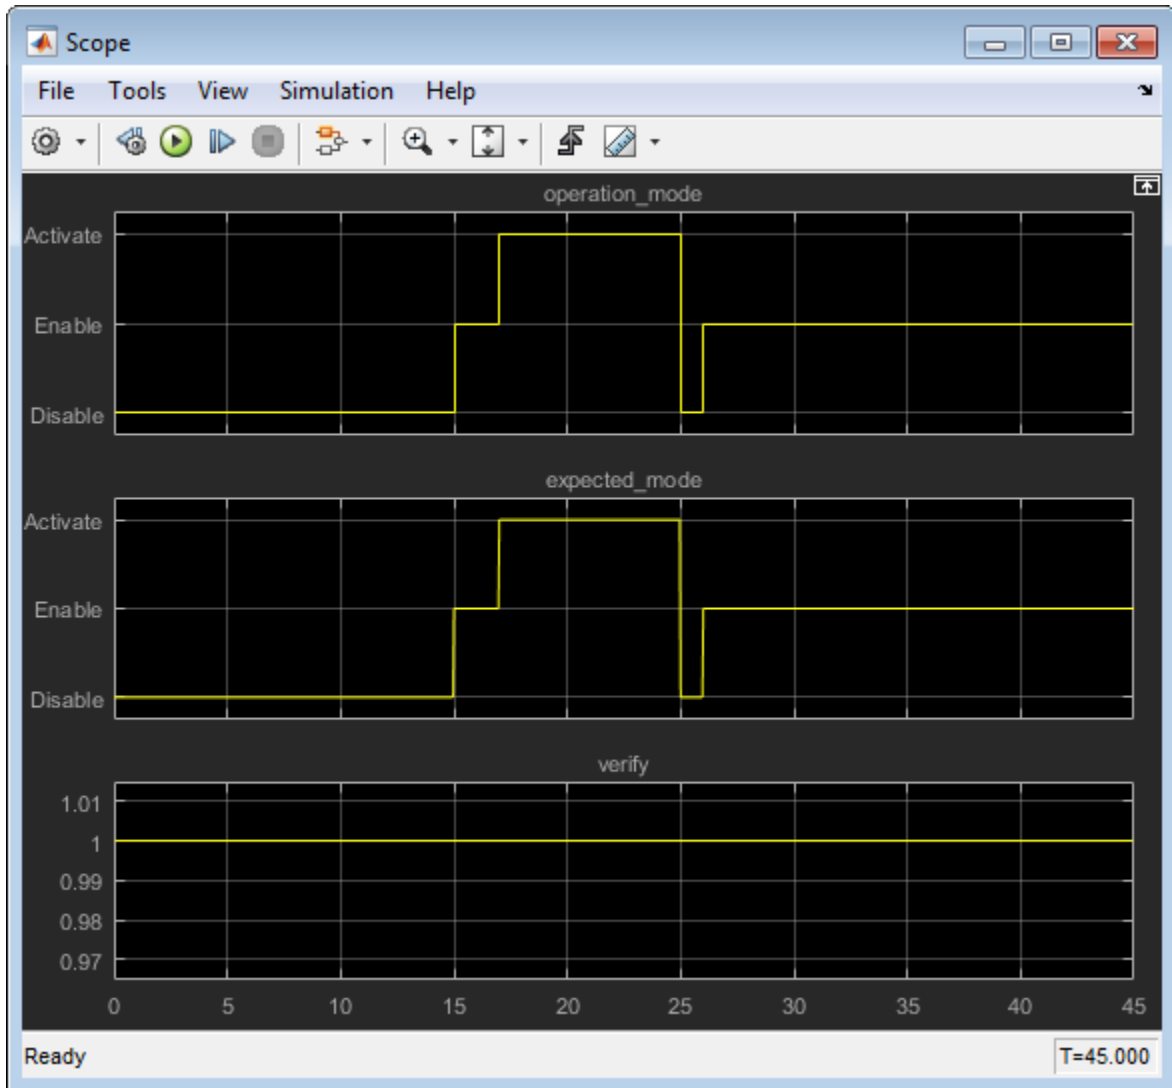 Scope
File Tools View Simulation Help
operation_mode
Activate
Enable
Disable
expected_mode
Activate
Enable
Disable
verify
1.01
1
0.99
0.98
0.97
0 5 10 15 20 25 30 35 40 45
Ready T=45.000